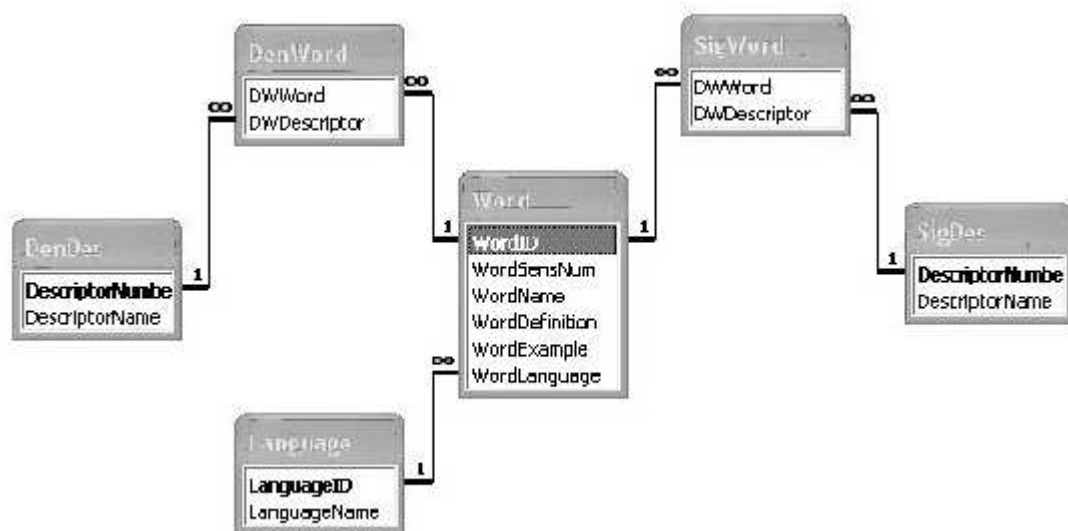 DenWord
DWWord
DWDescriptor
∞
∞
SigWord
DWWord
DWDescriptor
∞
∞
Word
WordID
WordSensNum
WordName
WordDefinition
WordExample
WordLanguage
1
1
∞
DenDes
DescriptorNumbe
DescriptorName
1
SigDes
DescriptorNumbe
DescriptorName
1
Language
LanguageID
LanguageName
1